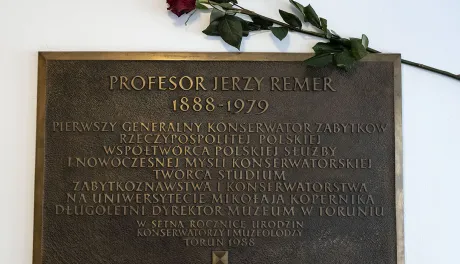 PROFESOR JERZY REMER
1888-1979
PIERWSZY GENERALNY KONSERWATOR ZABYTKÓW
RZECZYPOSPOLITEJ POLSKIEJ
WSPÓŁTWÓRCA POLSKIEJ SŁUŻBY
I NOWOCZESNEJ MYŚLI KONSERWATORSKIEJ
TWÓRCA STUDIUM
ZABYTKOZNAWSTWA I KONSERWATORSTWA
NA UNIWERSYTECIE MIKOŁAJA KOPERNIKA
DŁUGOLETNI DYREKTOR MUZEUM W TORUNIU
W SETNĄ ROCZNICĘ URODZIN
KONSERWATORZY I MUZEOLODZY
TORUŃ 1988